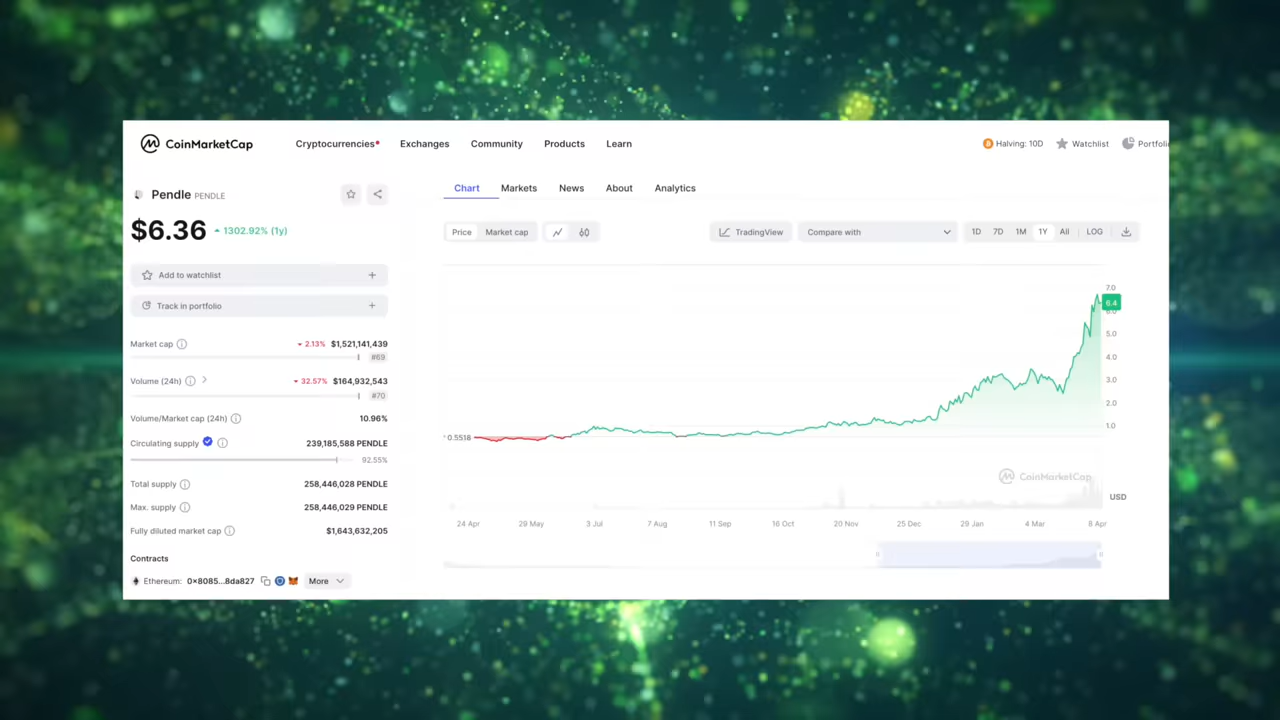 CoinMarketCap Cryptocurrencies Exchanges Community Products Learn Halving: 10D Watchlist Portfolio
Pendle PENDLE
$6.36 1302.92% (1y)
Add to watchlist +
Track in portfolio +
Market cap 2.13% $1,521,141,439
#69
Volume (24h) 32.57% $164,932,543
#70
Volume/Market cap (24h) 10.96%
Circulating supply 239,185,588 PENDLE
92.55%
Total supply 258,446,028 PENDLE
Max. supply 258,446,029 PENDLE
Fully diluted market cap $1,643,632,205
Contracts
Ethereum: 0x8085...8da827 More
Chart Markets News About Analytics
Price Market cap TradingView Compare with 1D 7D 1M 1Y All LOG
7.0
6.4
6.0
5.0
4.0
3.0
2.0
1.0
0.5518
CoinMarketCap
USD
24 Apr 29 May 3 Jul 7 Aug 11 Sep 16 Oct 20 Nov 25 Dec 29 Jan 4 Mar 8 Apr